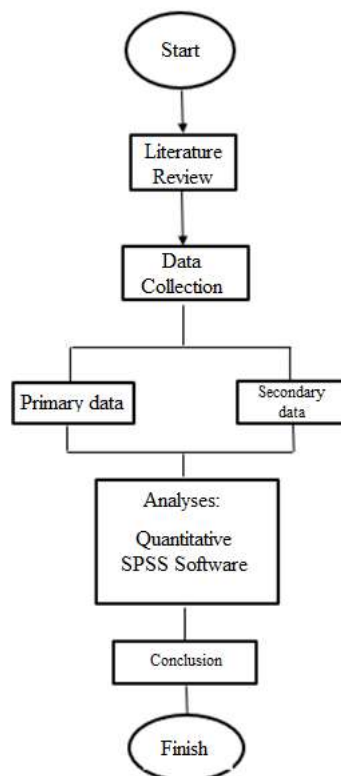 Start
Literature
Review
Data
Collection
Primary data
Secondary
data
Analyses:
Quantitative
SPSS Software
Conclusion
Finish